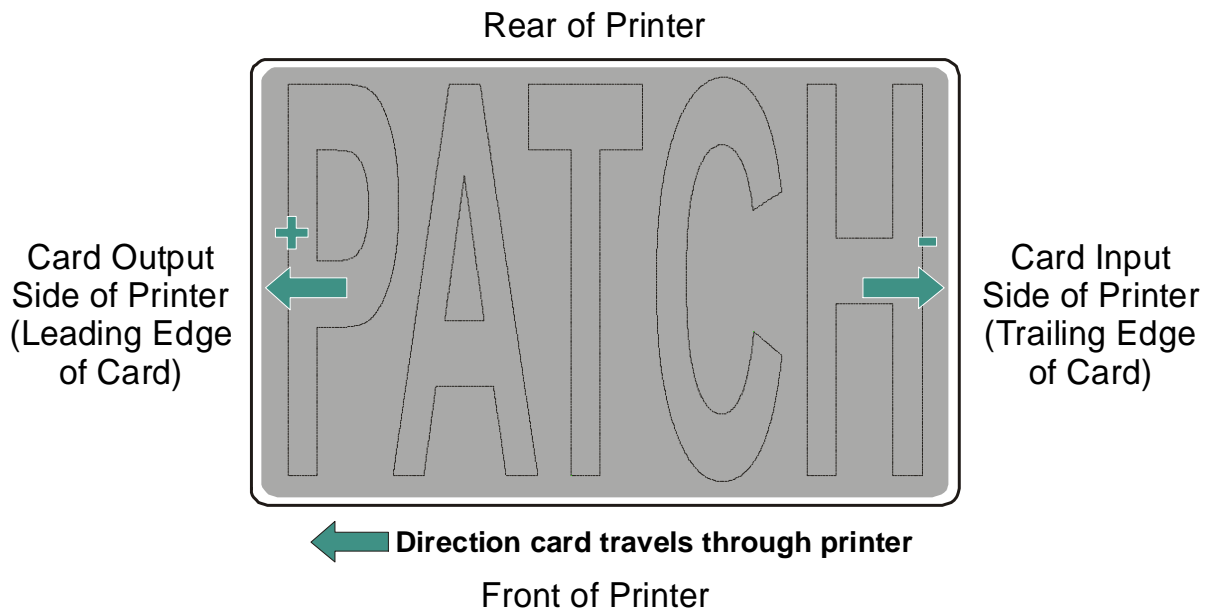 Rear of Printer
PATCH
+
-
Card Output
Side of Printer
(Leading Edge
of Card)
Card Input
Side of Printer
(Trailing Edge
of Card)
Direction card travels through printer
Front of Printer